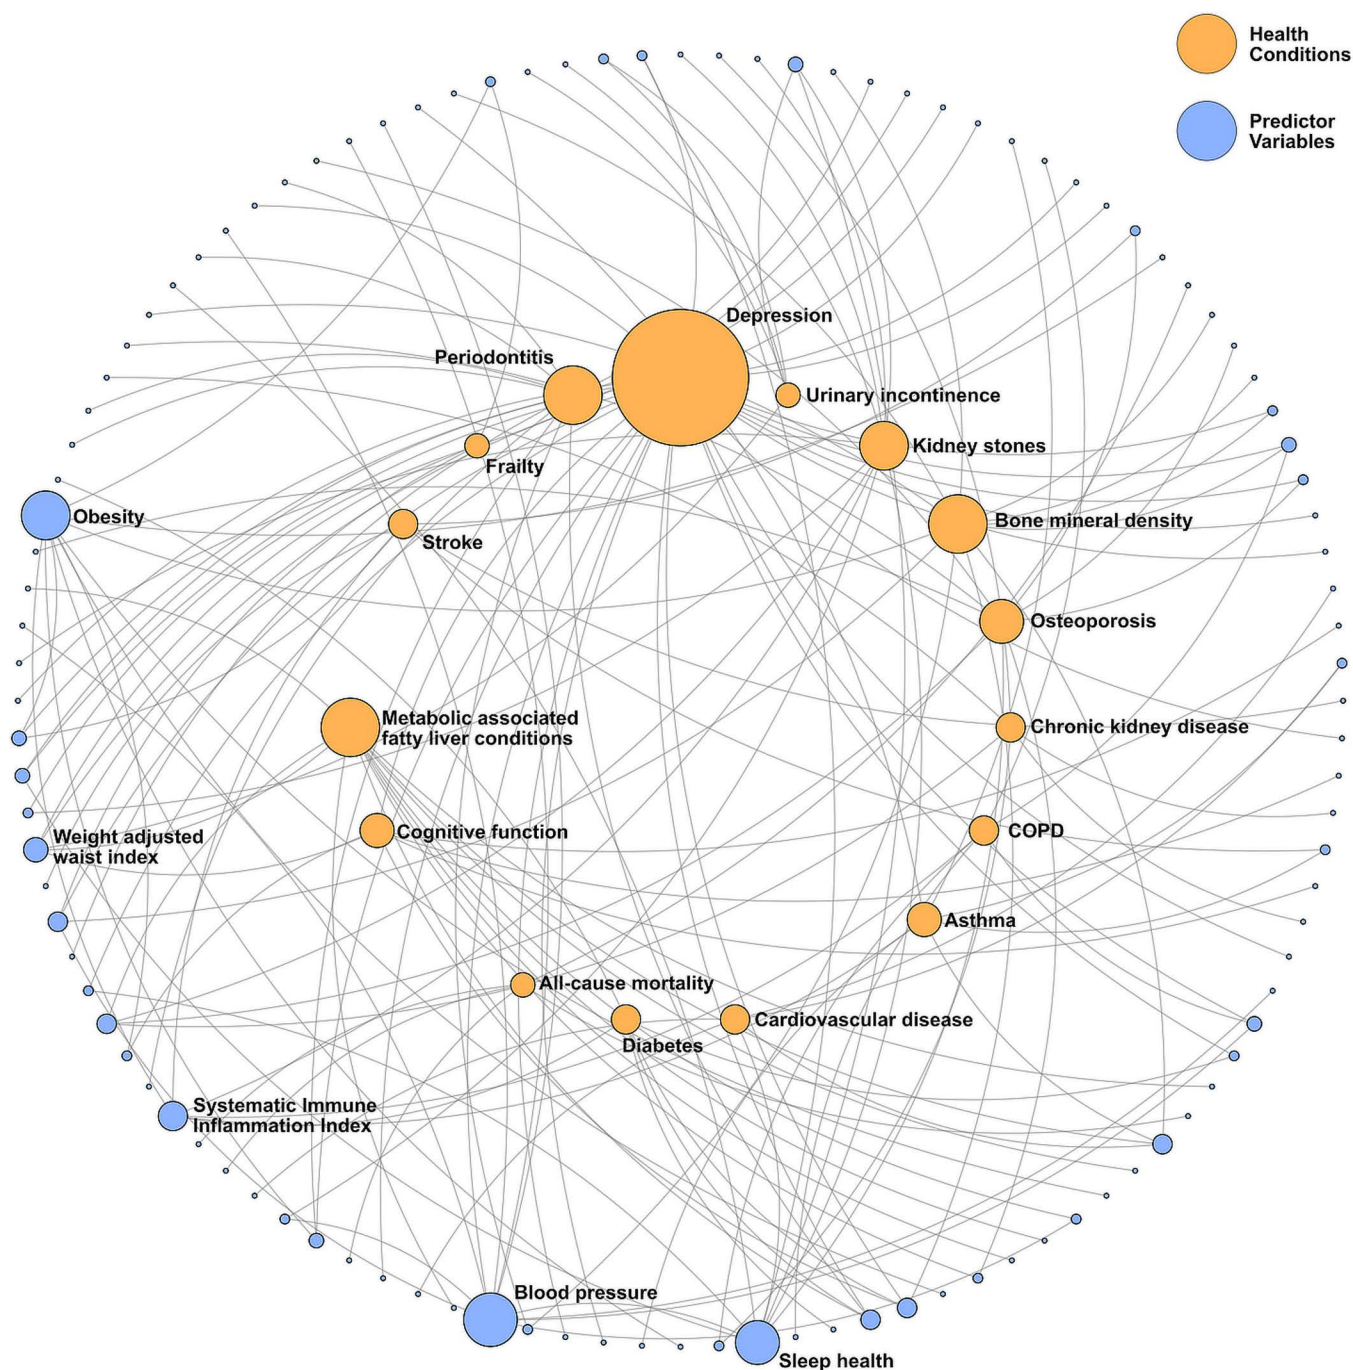 Health
Conditions
Predictor
Variables
Depression
Periodontitis
Urinary incontinence
Kidney stones
Frailty
Obesity
Stroke
Bone mineral density
Osteoporosis
Metabolic associated
fatty liver conditions
Chronic kidney disease
Weight adjusted
waist index
Cognitive function
COPD
Asthma
All-cause mortality
Diabetes
Cardiovascular disease
Systematic Immune
Inflammation Index
Blood pressure
Sleep health